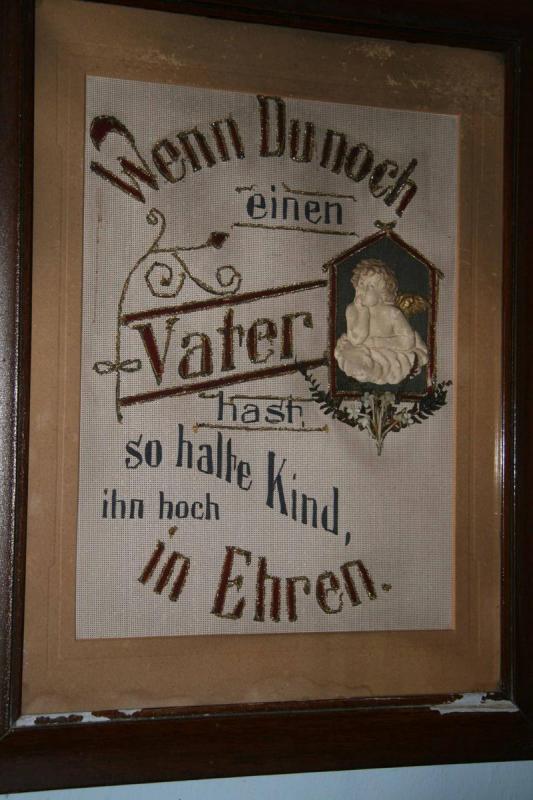 Wenn Du noch
einen
Vater
hast,
so halte Kind,
ihn hoch
in Ehren.